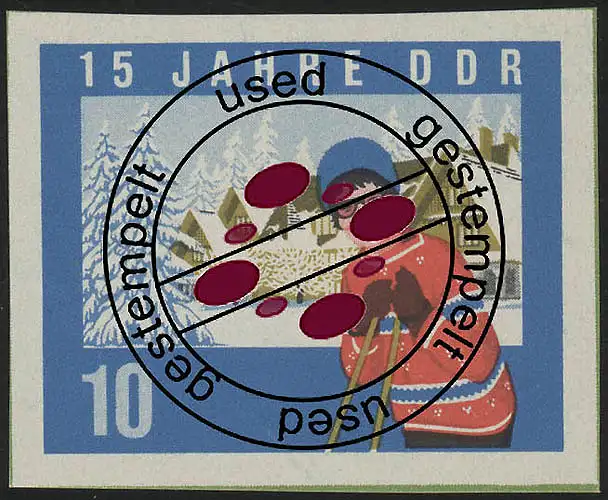 15 JAHRE DDR
used
gestempelt
gestempelt
used
10